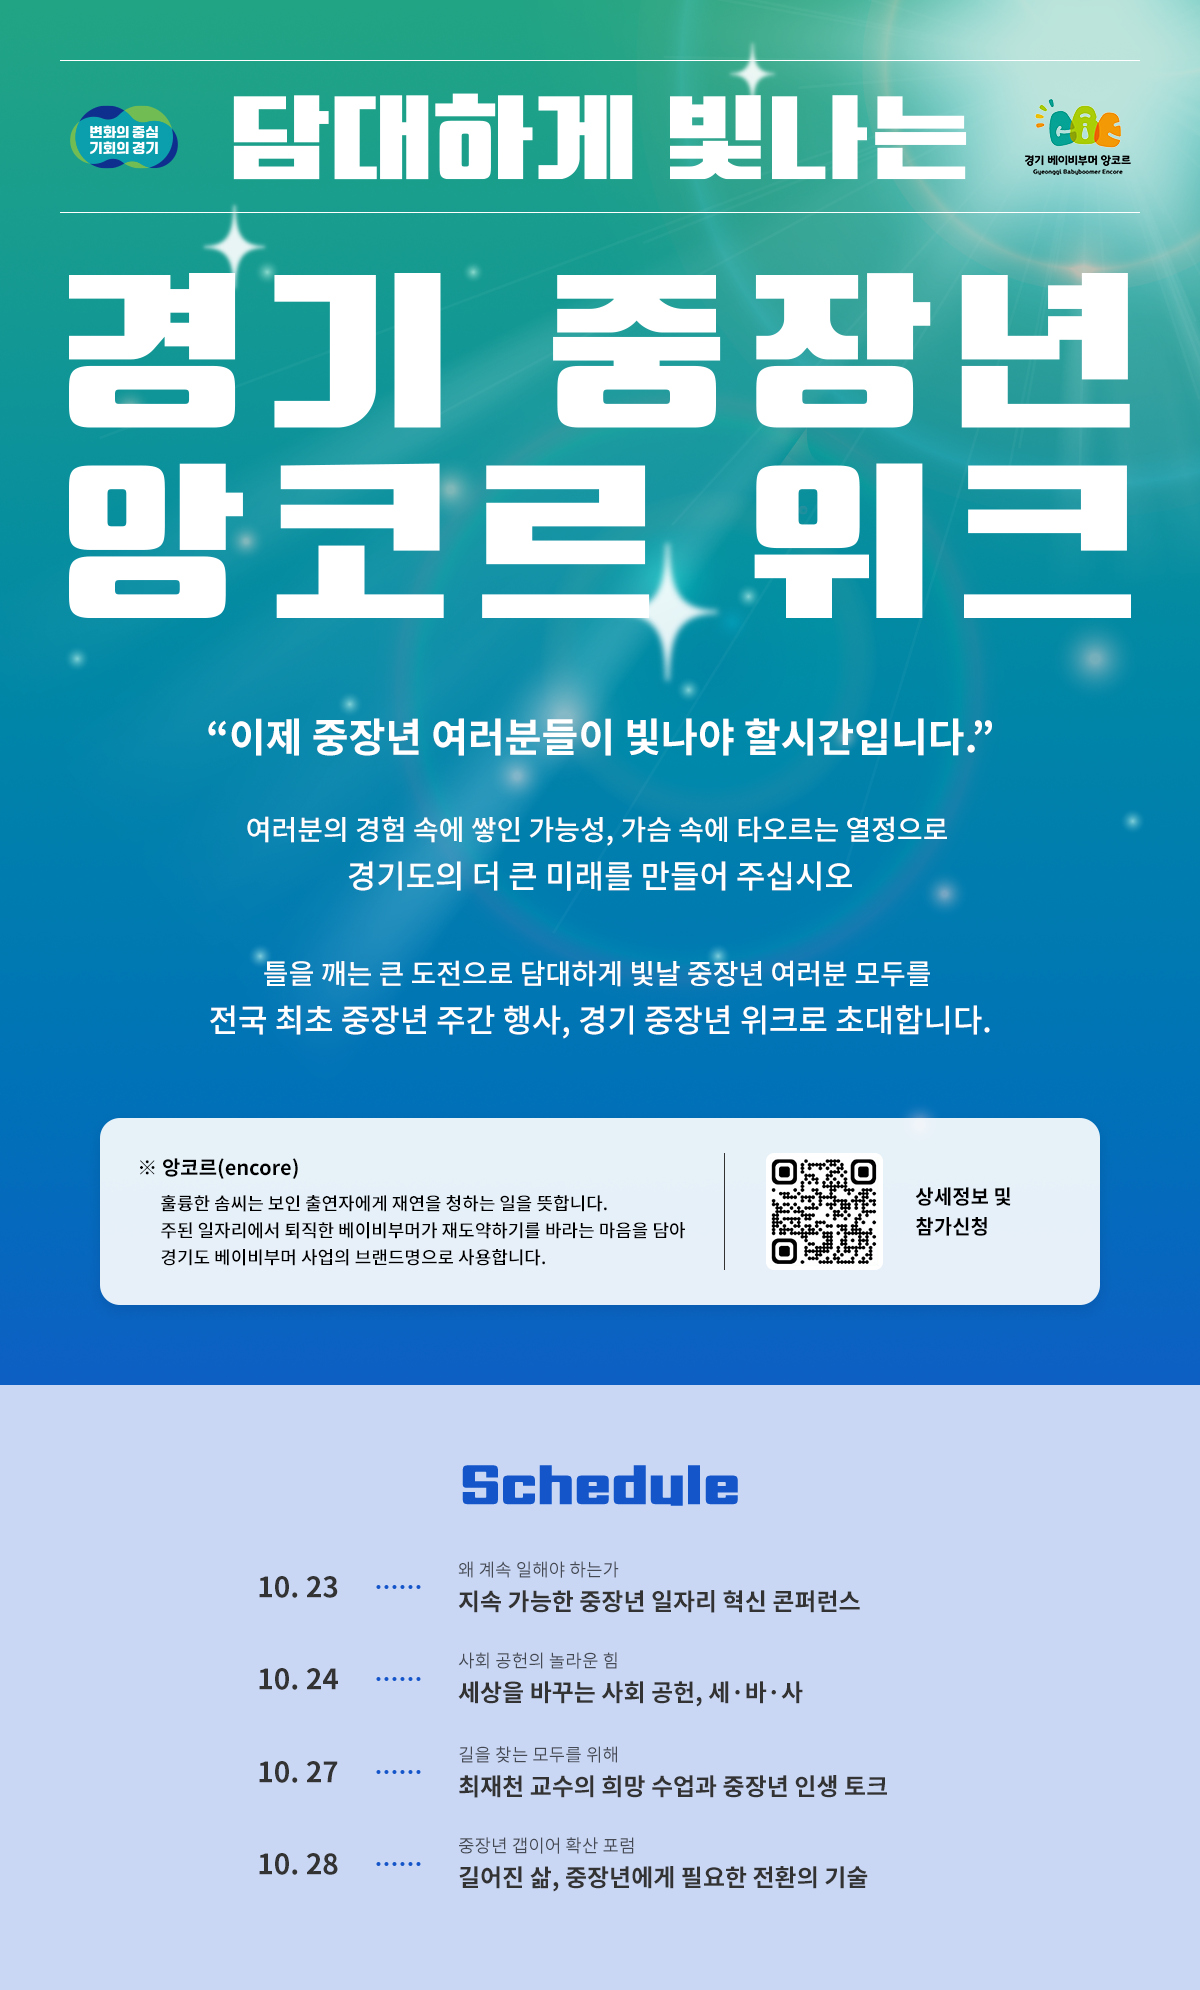 변화의 중심
기회의 경기
담대하게 빛나는
경기 베이비부머 앙코르
Gyeonggi Babyboomer Encore
경기 중장년
앙코르 위크
“이제 중장년 여러분들이 빛나야 할시간입니다.”
여러분의 경험 속에 쌓인 가능성, 가슴 속에 타오르는 열정으로
경기도의 더 큰 미래를 만들어 주십시오
틀을 깨는 큰 도전으로 담대하게 빛날 중장년 여러분 모두를
전국 최초 중장년 주간 행사, 경기 중장년 위크로 초대합니다.
※ 앙코르(encore)
훌륭한 솜씨는 보인 출연자에게 재연을 청하는 일을 뜻합니다.
주된 일자리에서 퇴직한 베이비부머가 재도약하기를 바라는 마음을 담아
경기도 베이비부머 사업의 브랜드명으로 사용합니다.
상세정보 및
참가신청
Schedule
10. 23
왜 계속 일해야 하는가
지속 가능한 중장년 일자리 혁신 콘퍼런스
10. 24
사회 공헌의 놀라운 힘
세상을 바꾸는 사회 공헌, 세·바·사
10. 27
길을 찾는 모두를 위해
최재천 교수의 희망 수업과 중장년 인생 토크
10. 28
중장년 갭이어 확산 포럼
길어진 삶, 중장년에게 필요한 전환의 기술